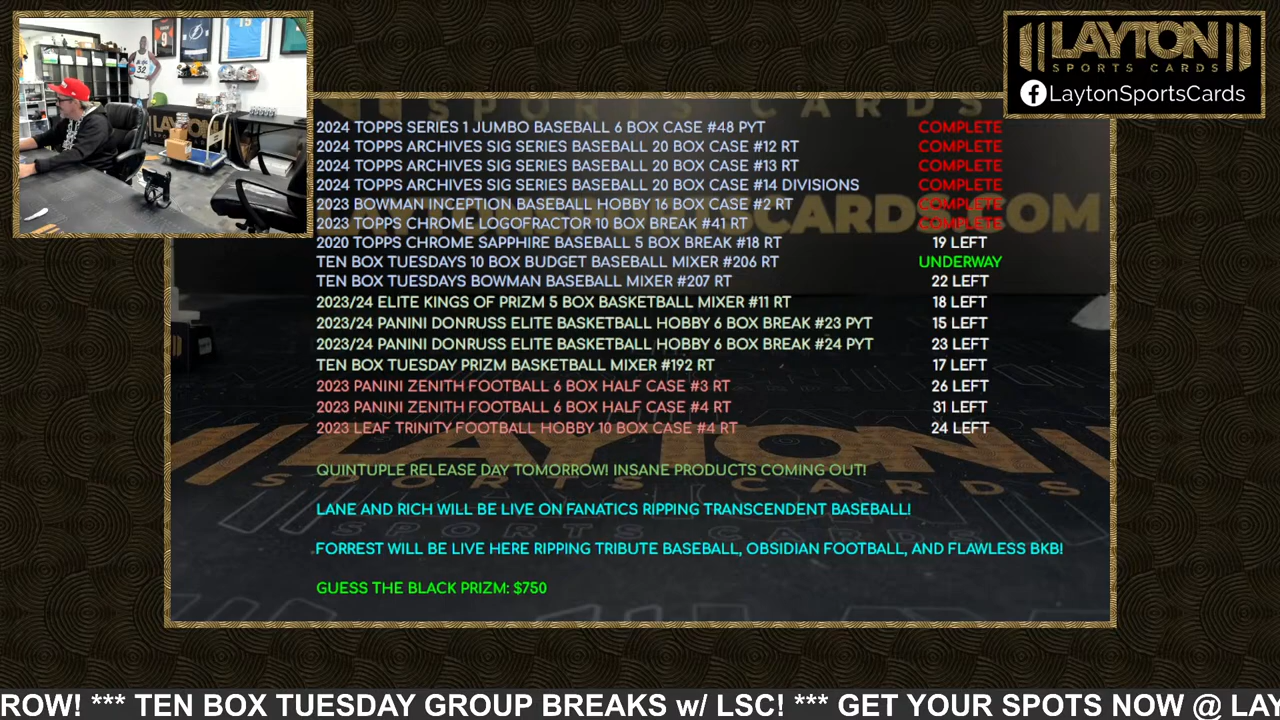 LAYTON
SPORTS CARDS
LaytonSportsCards
2024 TOPPS SERIES 1 JUMBO BASEBALL 6 BOX CASE #48 PYT COMPLETE
2024 TOPPS ARCHIVES SIG SERIES BASEBALL 20 BOX CASE #12 RT COMPLETE
2024 TOPPS ARCHIVES SIG SERIES BASEBALL 20 BOX CASE #13 RT COMPLETE
2024 TOPPS ARCHIVES SIG SERIES BASEBALL 20 BOX CASE #14 DIVISIONS COMPLETE
2023 BOWMAN INCEPTION BASEBALL HOBBY 16 BOX CASE #2 RT COMPLETE
2023 TOPPS CHROME LOGOFRACTOR 10 BOX BREAK #41 RT COMPLETE
2020 TOPPS CHROME SAPPHIRE BASEBALL 5 BOX BREAK #18 RT 19 LEFT
TEN BOX TUESDAYS 10 BOX BUDGET BASEBALL MIXER #206 RT UNDERWAY
TEN BOX TUESDAYS BOWMAN BASEBALL MIXER #207 RT 22 LEFT
2023/24 ELITE KINGS OF PRIZM 5 BOX BASKETBALL MIXER #11 RT 18 LEFT
2023/24 PANINI DONRUSS ELITE BASKETBALL HOBBY 6 BOX BREAK #23 PYT 15 LEFT
2023/24 PANINI DONRUSS ELITE BASKETBALL HOBBY 6 BOX BREAK #24 PYT 23 LEFT
TEN BOX TUESDAY PRIZM BASKETBALL MIXER #192 RT 17 LEFT
2023 PANINI ZENITH FOOTBALL 6 BOX HALF CASE #3 RT 26 LEFT
2023 PANINI ZENITH FOOTBALL 6 BOX HALF CASE #4 RT 31 LEFT
2023 LEAF TRINITY FOOTBALL HOBBY 10 BOX CASE #4 RT 24 LEFT
QUINTUPLE RELEASE DAY TOMORROW! INSANE PRODUCTS COMING OUT!
LANE AND RICH WILL BE LIVE ON FANATICS RIPPING TRANSCENDENT BASEBALL!
FORREST WILL BE LIVE HERE RIPPING TRIBUTE BASEBALL, OBSIDIAN FOOTBALL, AND FLAWLESS BKB!
GUESS THE BLACK PRIZM: $750
ROW! *** TEN BOX TUESDAY GROUP BREAKS w/ LSC! *** GET YOUR SPOTS NOW @ LAY